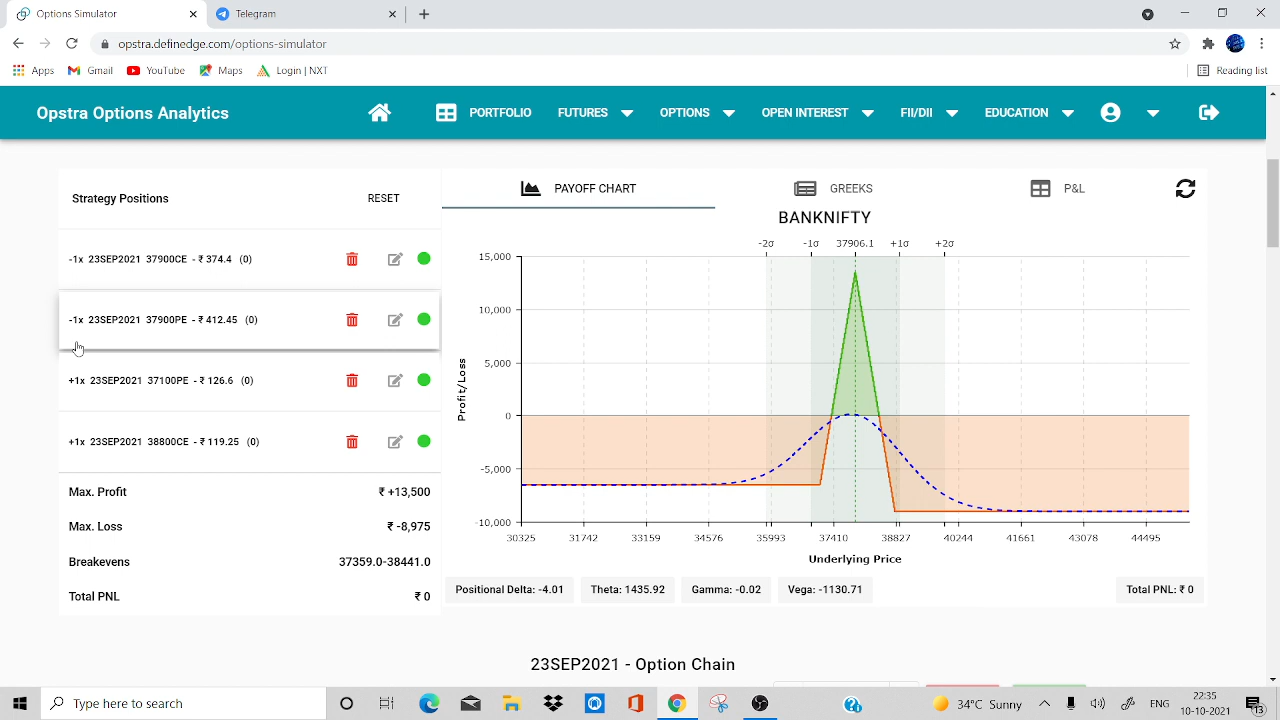 Options Simulator
Telegram
opstra.definedge.com/options-simulator
Apps
Gmail
YouTube
Maps
Login | NXT
Reading list
Opstra Options Analytics
PORTFOLIO
FUTURES
OPTIONS
OPEN INTEREST
FII/DII
EDUCATION
Strategy Positions
RESET
-1x 23SEP2021 37900CE - ₹ 374.4 (0)
-1x 23SEP2021 37900PE - ₹ 412.45 (0)
+1x 23SEP2021 37100PE - ₹ 126.6 (0)
+1x 23SEP2021 38800CE - ₹ 119.25 (0)
Max. Profit ₹ +13,500
Max. Loss ₹ -8,975
Breakevens 37359.0-38441.0
Total PNL ₹ 0
PAYOFF CHART
GREEKS
P&L
BANKNIFTY
-2σ -1σ 37906.1 +1σ +2σ
15,000
10,000
5,000
0
-5,000
-10,000
Profit/Loss
30325 31742 33159 34576 35993 37410 38827 40244 41661 43078 44495
Underlying Price
Positional Delta: -4.01
Theta: 1435.92
Gamma: -0.02
Vega: -1130.71
Total PNL: ₹ 0
23SEP2021 - Option Chain
Type here to search
34°C Sunny
ENG
22:35
10-10-2021
13